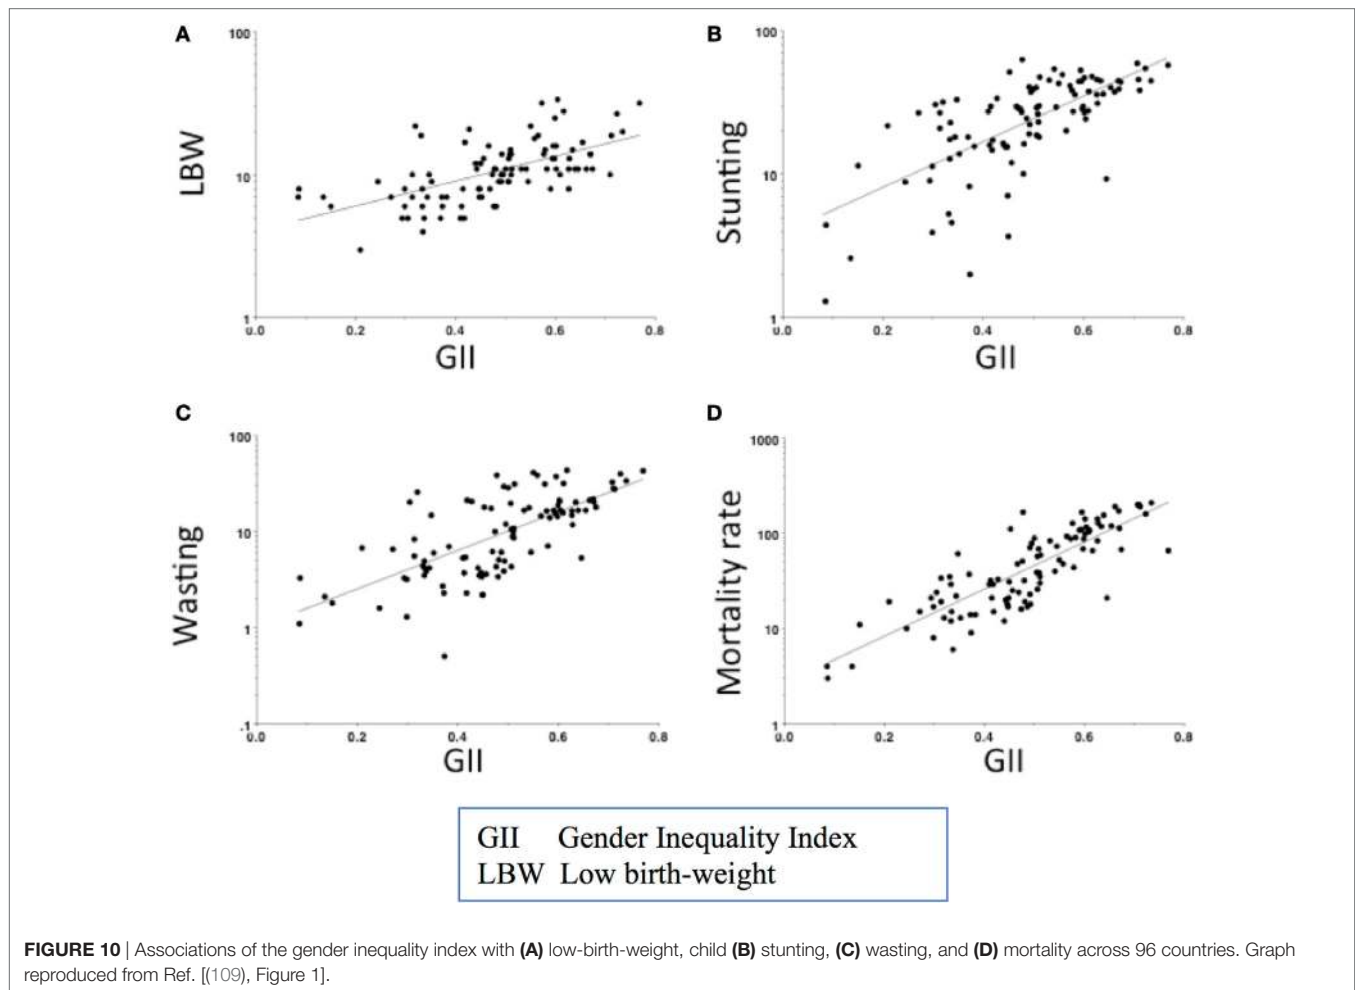 A
100
10
1
0.0 0.2 0.4 0.6 0.8
LBW
GII
B
100
10
1
0.0 0.2 0.4 0.6 0.8
Stunting
GII
C
100
10
1
.1
0.0 0.2 0.4 0.6 0.8
Wasting
GII
D
1000
100
10
1
0.0 0.2 0.4 0.6 0.8
Mortality rate
GII
GII Gender Inequality Index
LBW Low birth-weight
FIGURE 10 | Associations of the gender inequality index with (A) low-birth-weight, child (B) stunting, (C) wasting, and (D) mortality across 96 countries. Graph
reproduced from Ref. [(109), Figure 1].